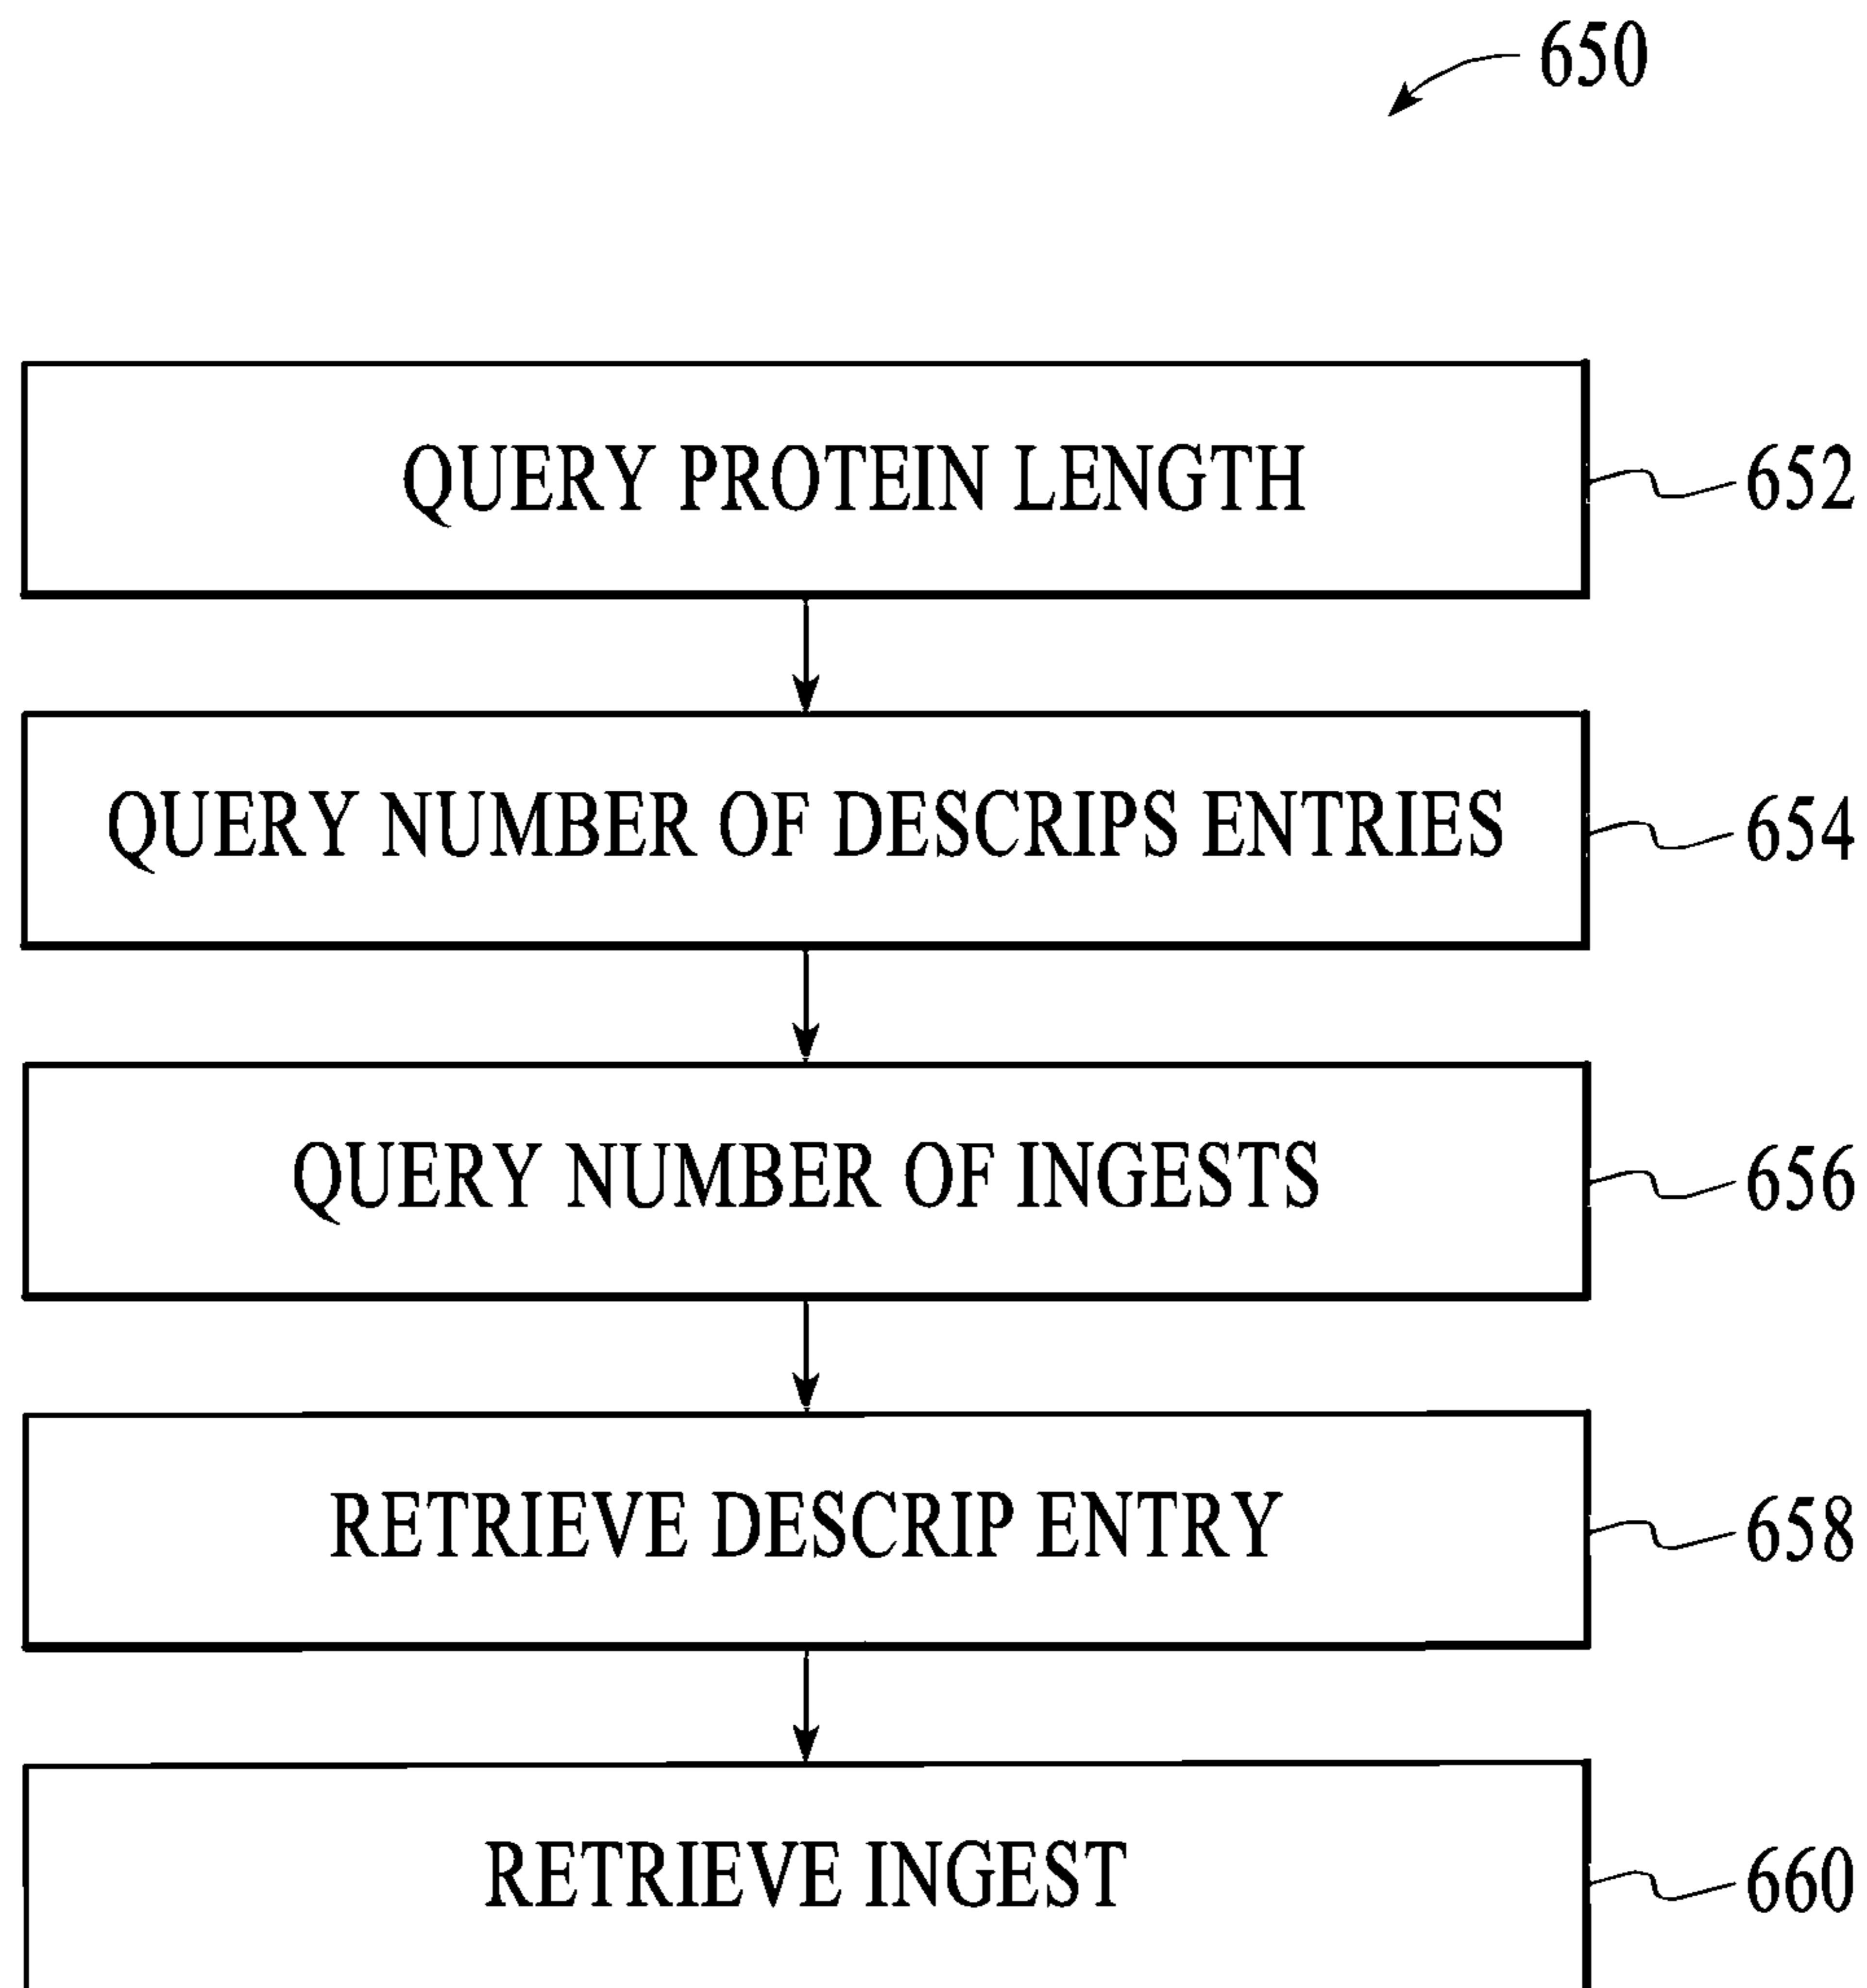 650
QUERY PROTEIN LENGTH
652
QUERY NUMBER OF DESCRIPS ENTRIES
654
QUERY NUMBER OF INGESTS
656
RETRIEVE DESCRIP ENTRY
658
RETRIEVE INGEST
660